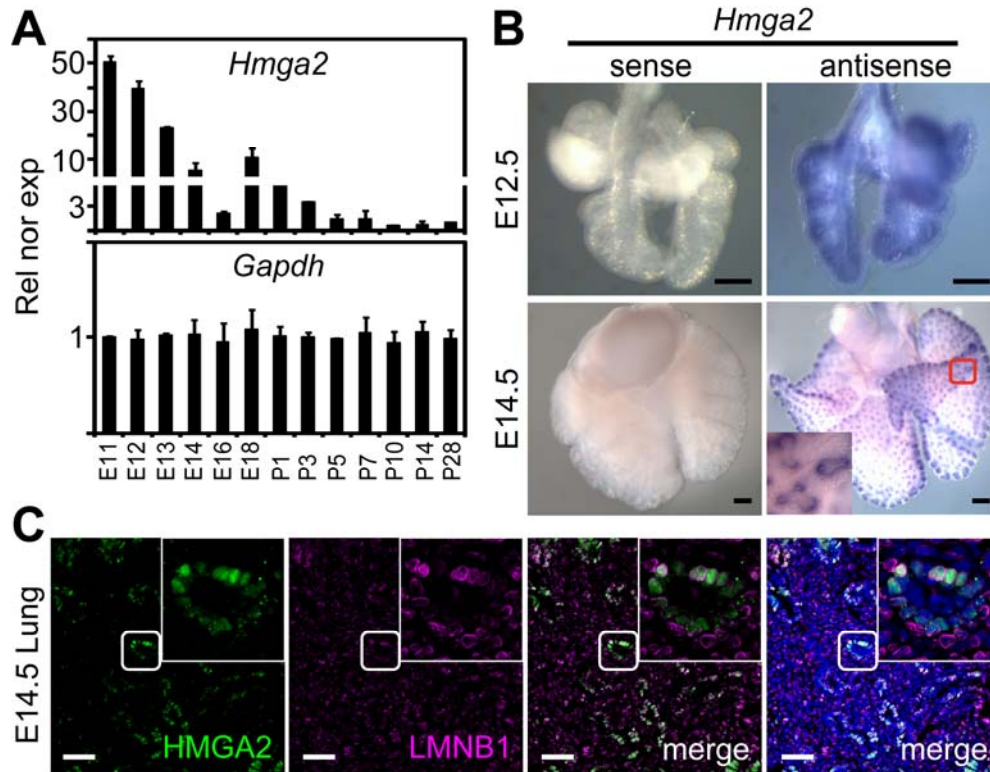 A
Rel nor exp
Hmga2
50
30
10
3
Gapdh
1
E11 E12 E13 E14 E16 E18 P1 P3 P5 P7 P10 P14 P28
B
Hmga2
sense antisense
E12.5
E14.5
C
E14.5 Lung
HMGA2 LMNB1 merge merge